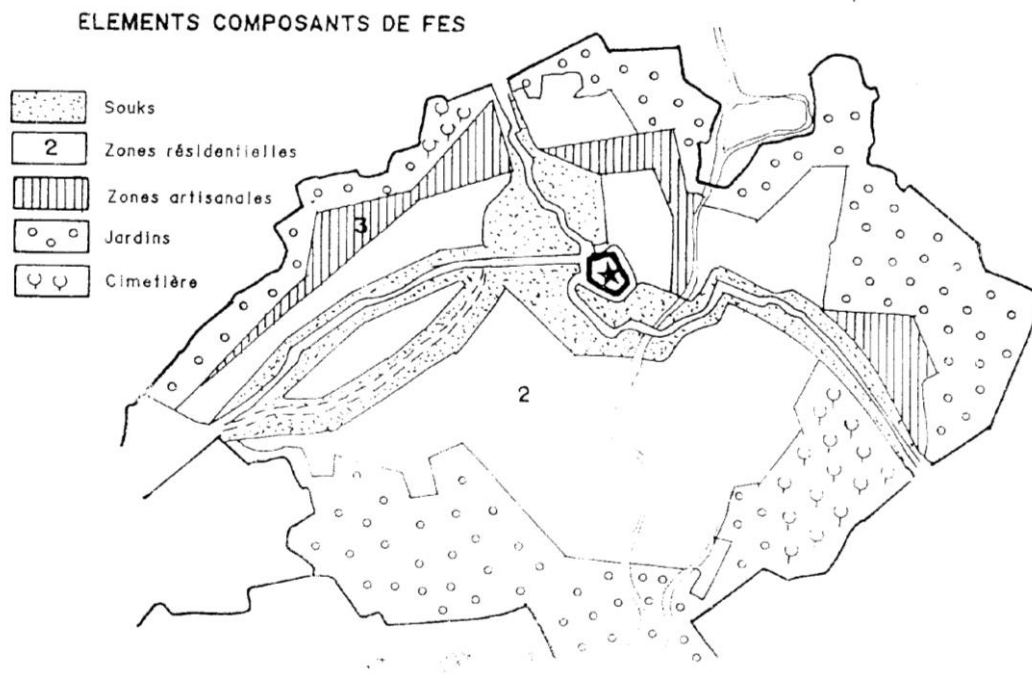 ELEMENTS COMPOSANTS DE FES
Souks
2 Zones résidentielles
Zones artisanales
Jardins
Cimetière
3
2